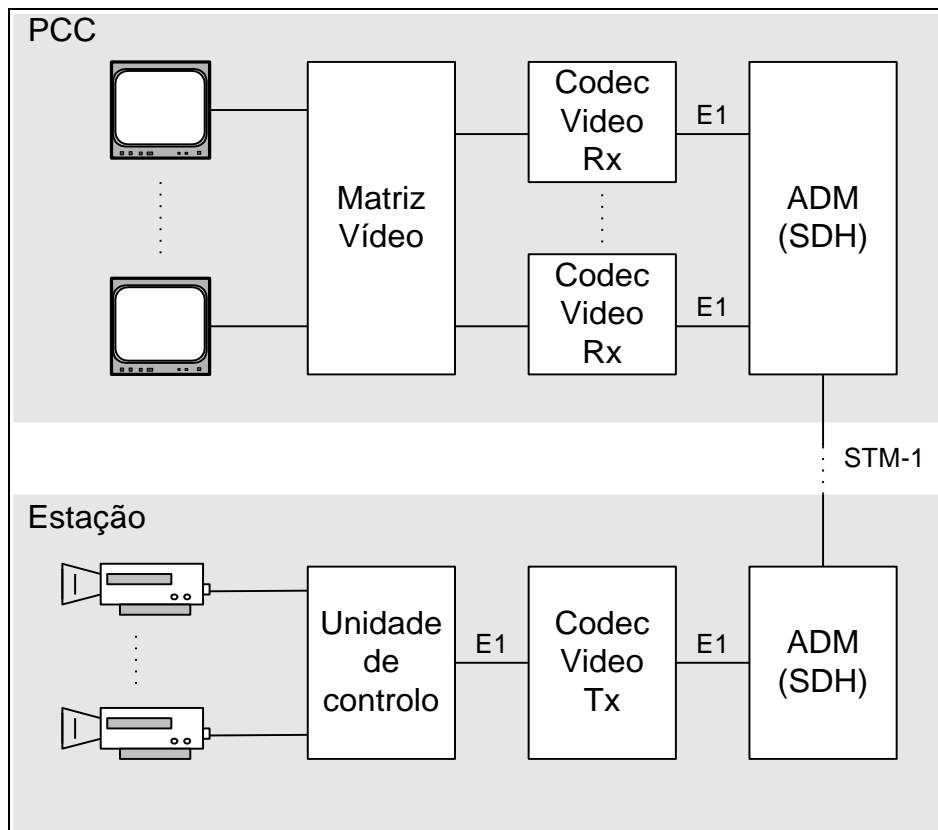 PCC
Matriz
Vídeo
Codec
Video
Rx
E1
Codec
Video
Rx
E1
ADM
(SDH)
STM-1
Estação
Unidade
de
controlo
E1
Codec
Video
Tx
E1
ADM
(SDH)